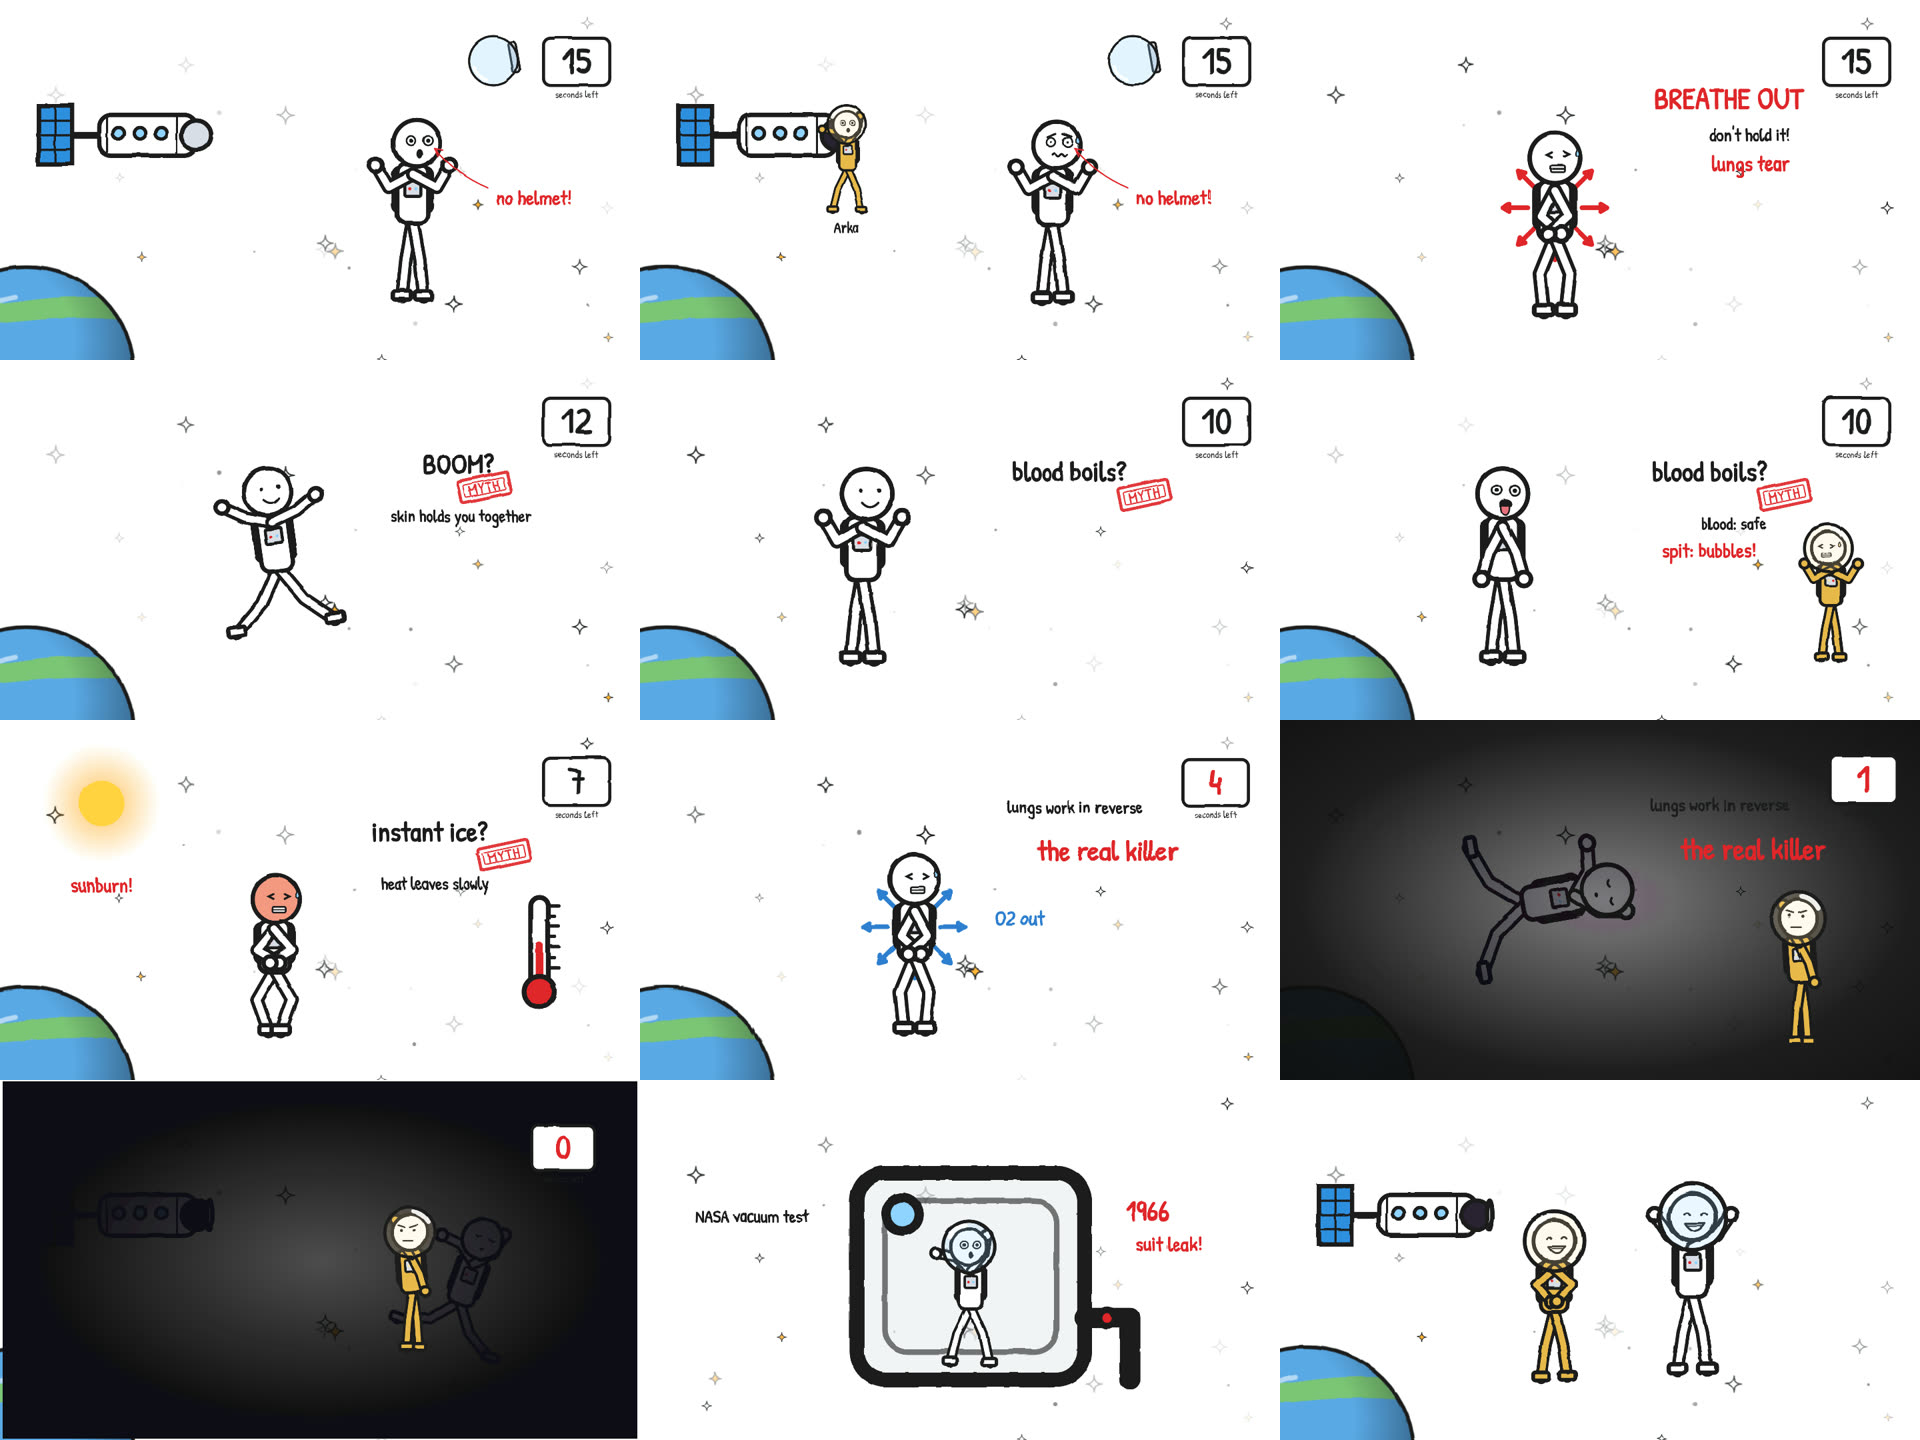 15
seconds left
no helmet!
15
seconds left
no helmet!
Arka
15
seconds left
BREATHE OUT
don't hold it!
lungs tear
12
seconds left
BOOM?
MYTH
skin holds you together
10
seconds left
blood boils?
MYTH
10
seconds left
blood boils?
MYTH
blood: safe
spit: bubbles!
7
seconds left
instant ice?
MYTH
heat leaves slowly
sunburn!
4
seconds left
lungs work in reverse
the real killer
O2 out
1
lungs work in reverse
the real killer
0
NASA vacuum test
1966
suit leak!